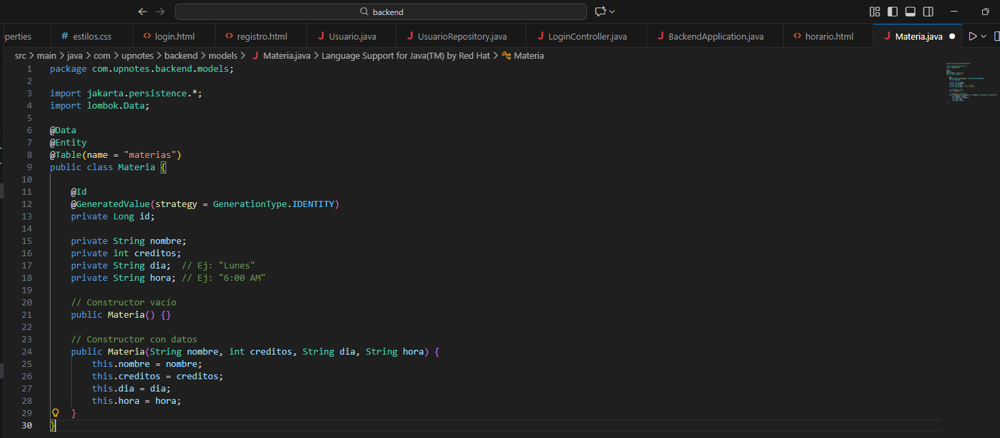 backend
perties
# estilos.css
<> login.html
<> registro.html
J Usuario.java
J UsuarioRepository.java
J LoginController.java
J BackendApplication.java
<> horario.html
J Materia.java
src > main > java > com > upnotes > backend > models > J Materia.java > Language Support for Java(TM) by Red Hat > Materia
1 package com.upnotes.backend.models;
2
3 import jakarta.persistence.*;
4 import lombok.Data;
5
6 @Data
7 @Entity
8 @Table(name = "materias")
9 public class Materia {
10
11 @Id
12 @GeneratedValue(strategy = GenerationType.IDENTITY)
13 private Long id;
14
15 private String nombre;
16 private int creditos;
17 private String dia;  // Ej: "Lunes"
18 private String hora; // Ej: "6:00 AM"
19
20 // Constructor vacío
21 public Materia() {}
22
23 // Constructor con datos
24 public Materia(String nombre, int creditos, String dia, String hora) {
25 this.nombre = nombre;
26 this.creditos = creditos;
27 this.dia = dia;
28 this.hora = hora;
29 }
30 }